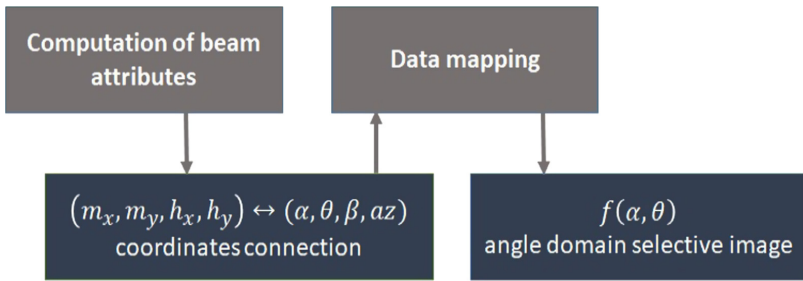 Computation of beam
attributes
Data mapping
(m_x, m_y, h_x, h_y) ↔ (α, θ, β, az)
coordinates connection
f(α, θ)
angle domain selective image